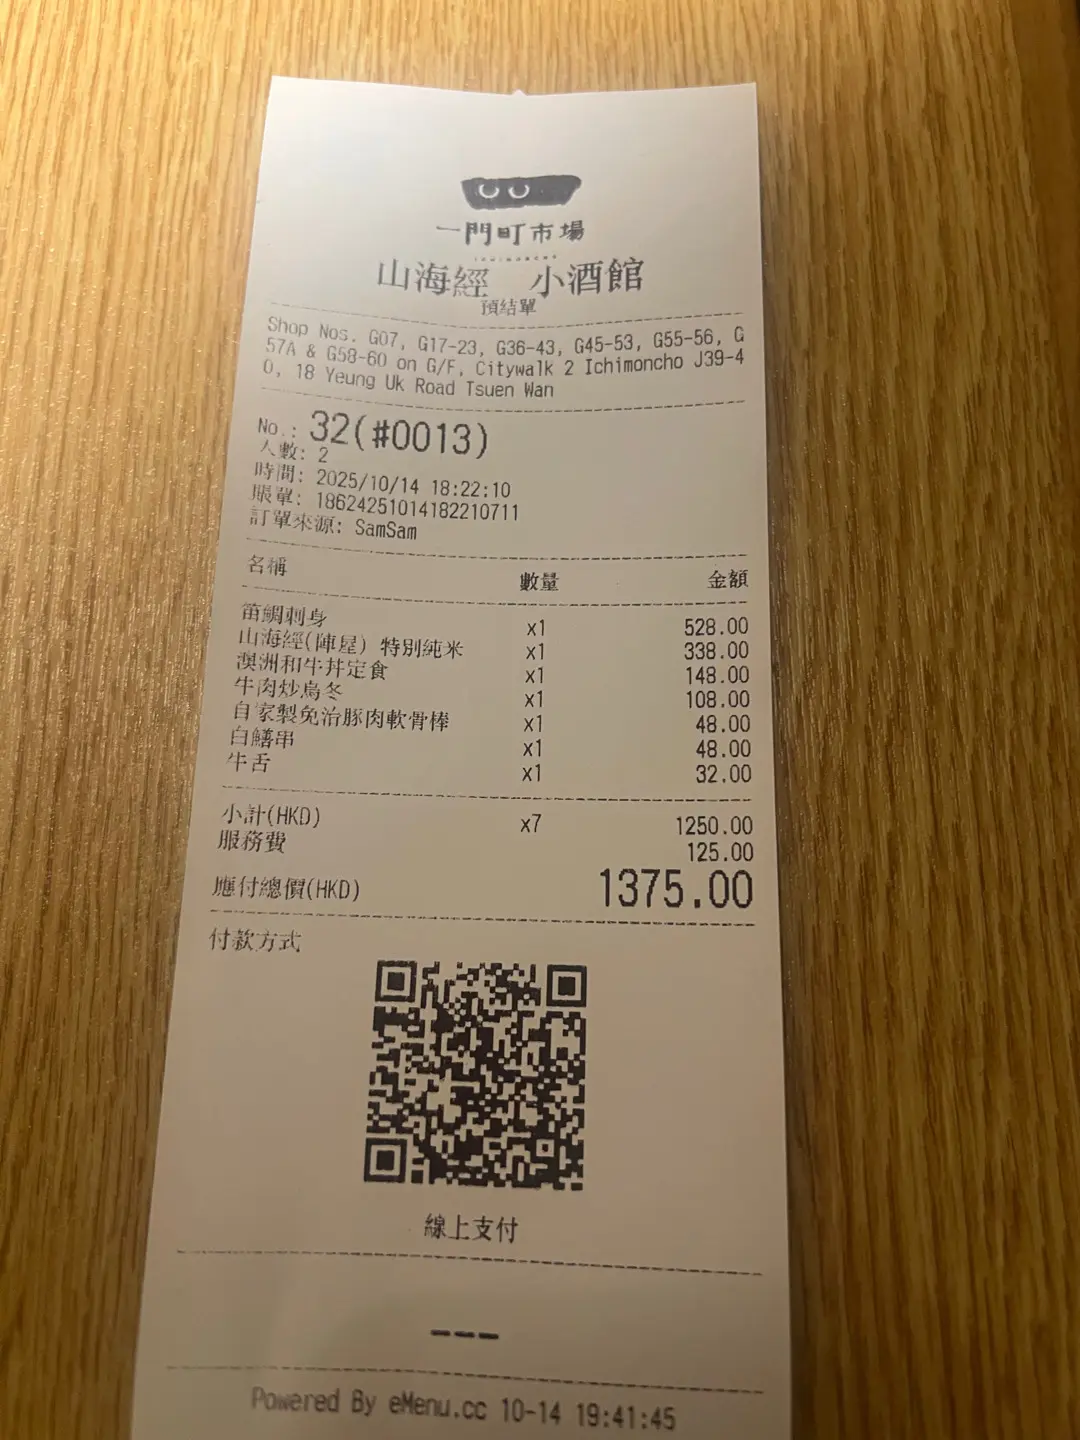 一門町市場
山海經 小酒館
預结單
Shop Nos. G07, G17-23, G36-43, G45-53, G55-56, G
57A & G58-60 on G/F, Citywalk 2 Ichimoncho J39-4
0, 18 Yeung Uk Road Tsuen Wan
No.: 32(#0013)
人數: 2
時間: 2025/10/14 18:22:10
賬單: 18624251014182210711
訂單來源: SamSam
名稱 數量 金額
笛鯛刺身 x1 528.00
山海經(陣屋) 特別純米 x1 338.00
澳洲和牛丼定食 x1 148.00
牛肉炒烏冬 x1 108.00
自家製免治豚肉軟骨棒 x1 48.00
白鱔串 x1 48.00
牛舌 x1 32.00
小計(HKD) x7 1250.00
服務費 125.00
應付總價(HKD) 1375.00
付款方式
線上支付
---
Powered By eMenu.cc 10-14 19:41:45